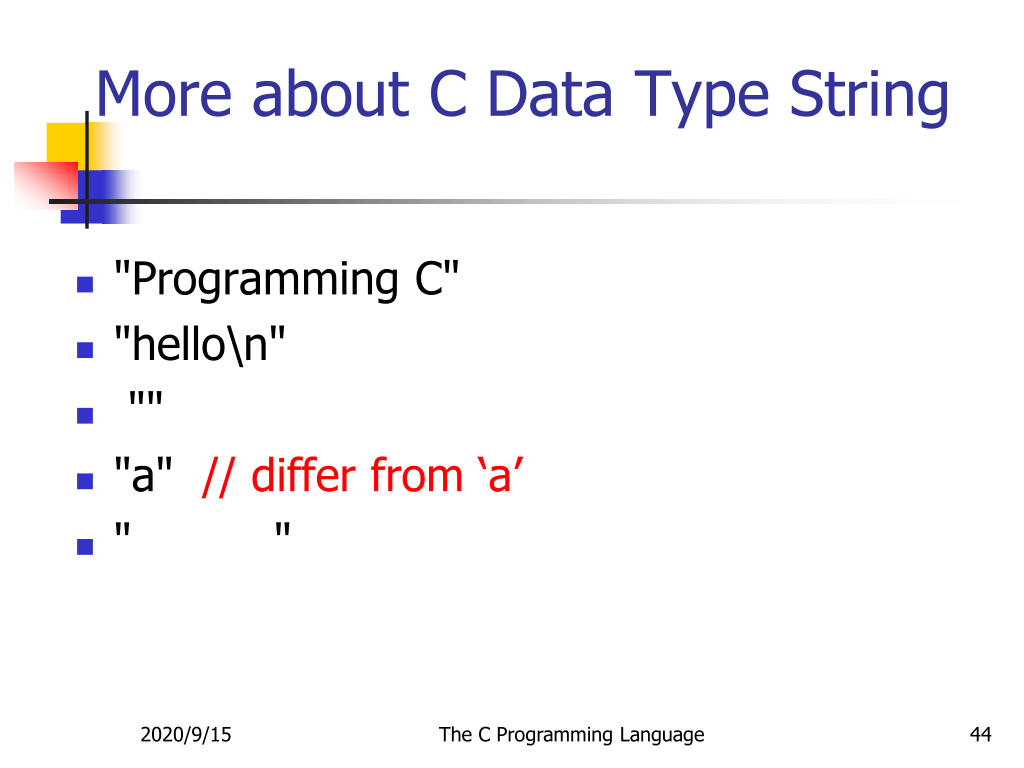 More about C Data Type String
"Programming C"
"hello\n"
""
"a" // differ from ‘a’
"          "
2020/9/15
The C Programming Language
44